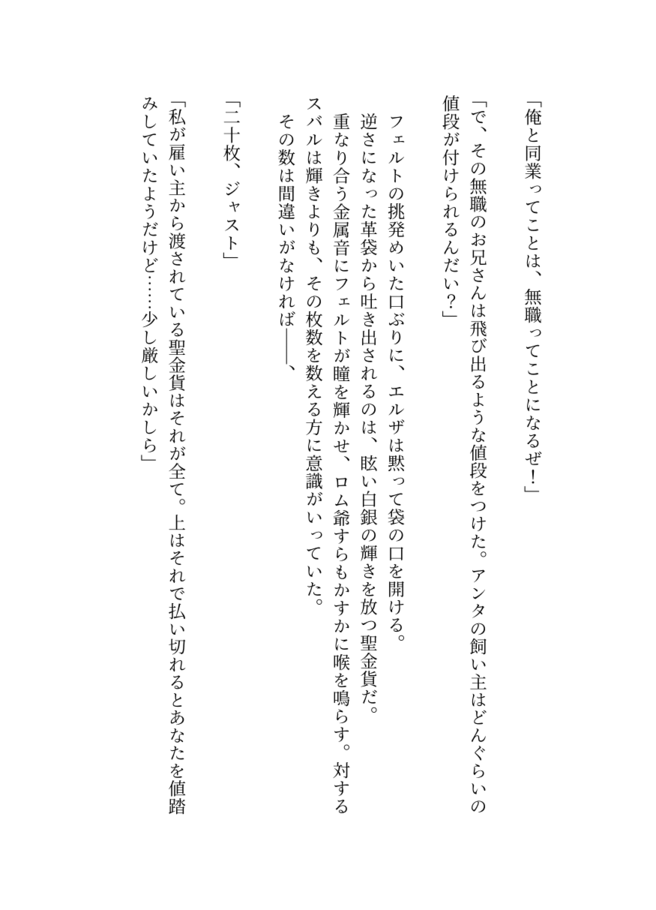 「俺と同業ってことは、無職ってことになるぜ！」
「で、その無職のお兄さんは飛び出るような値段をつけた。アンタの飼い主はどんぐらいの
値段が付けられるんだい？」
フェルトの挑発めいた口ぶりに、エルザは黙って袋の口を開ける。
逆さになった革袋から吐き出されるのは、眩い白銀の輝きを放つ聖金貨だ。
重なり合う金属音にフェルトが瞳を輝かせ、ロム爺すらもかすかに喉を鳴らす。対する
スバルは輝きよりも、その枚数を数える方に意識がいっていた。
その数は間違いがなければ――、
「二十枚、ジャスト」
「私が雇い主から渡されている聖金貨はそれが全て。上はそれで払い切れるとあなたを値踏
みしていたようだけど……少し厳しいかしら」